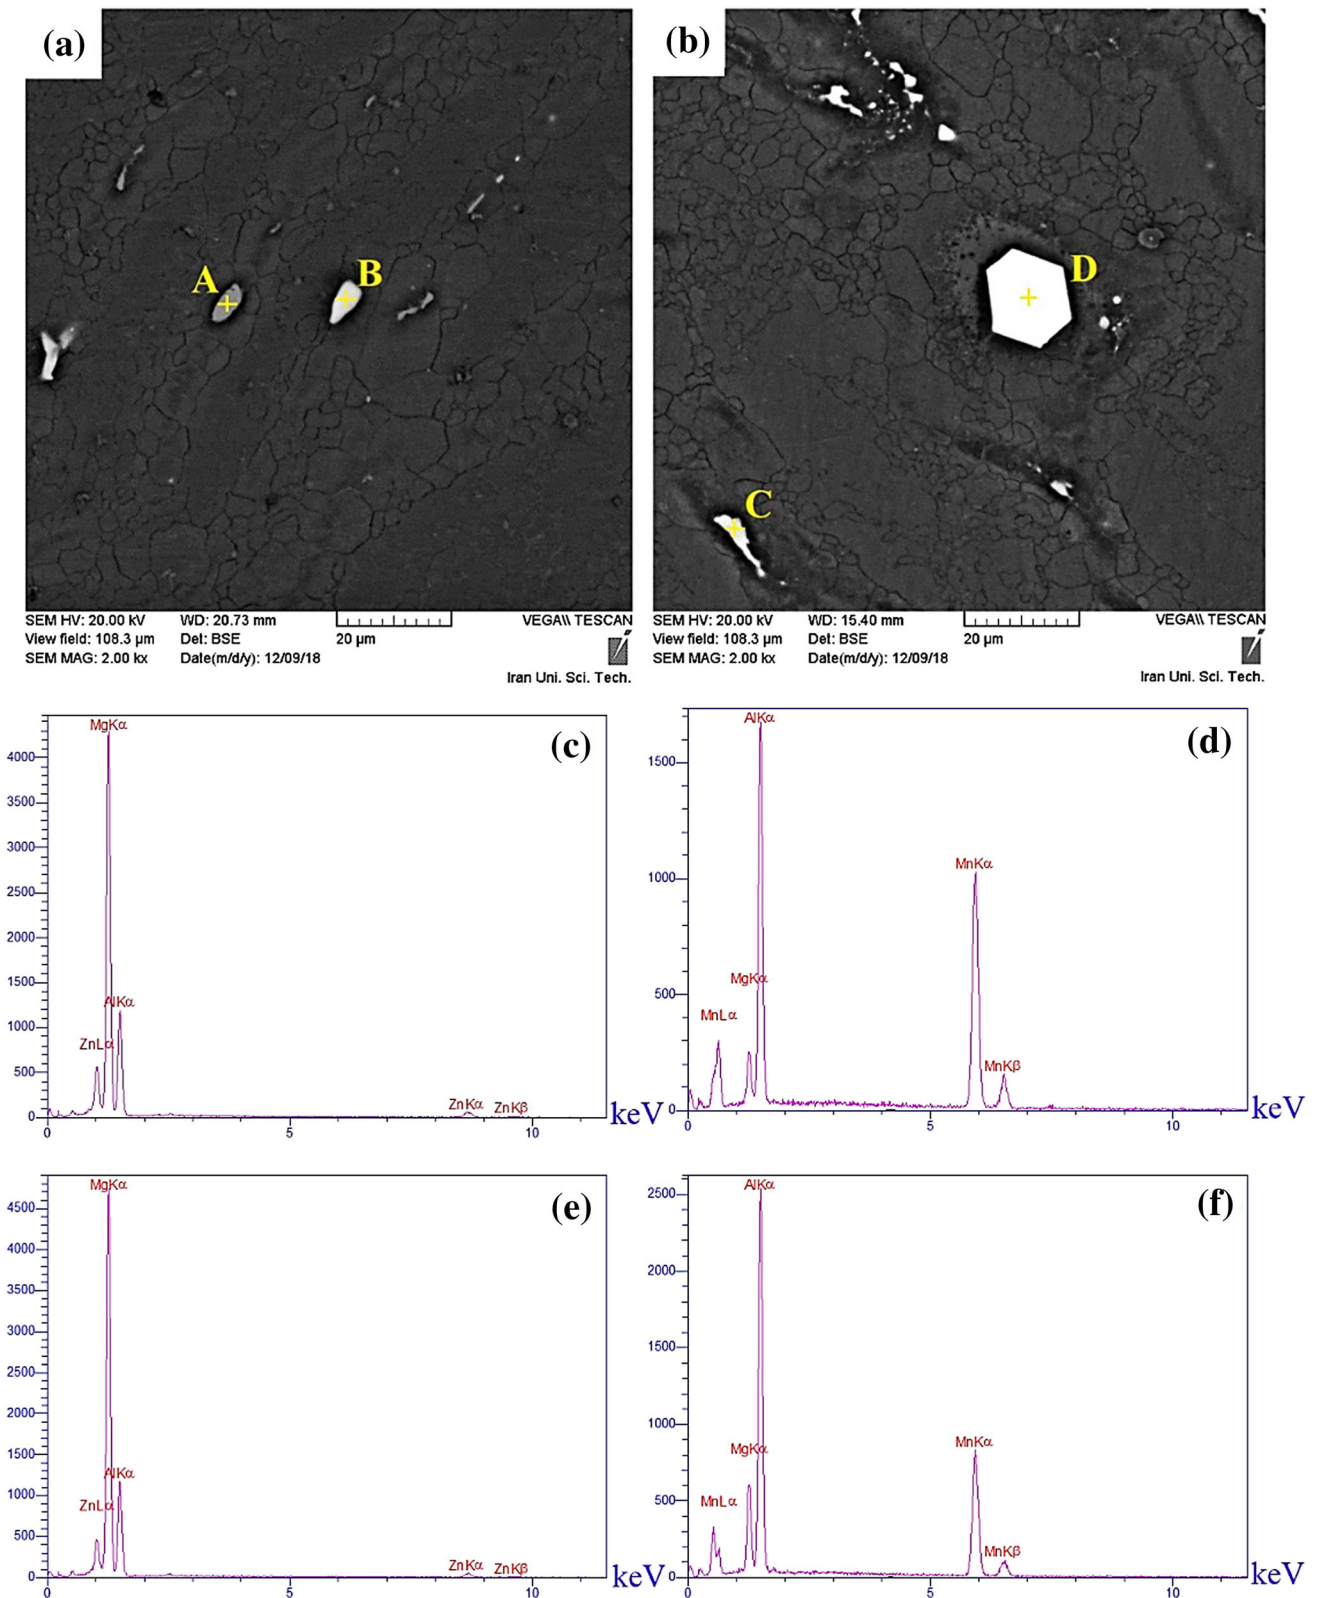 (a)
A
B
SEM HV: 20.00 kV WD: 20.73 mm VEGA\\ TESCAN
View field: 108.3 µm Det: BSE 20 µm
SEM MAG: 2.00 kx Date(m/d/y): 12/09/18
Iran Uni. Sci. Tech.
(b)
D
C
SEM HV: 20.00 kV WD: 15.40 mm VEGA\\ TESCAN
View field: 108.3 µm Det: BSE 20 µm
SEM MAG: 2.00 kx Date(m/d/y): 12/09/18
Iran Uni. Sci. Tech.
(c)
MgKα
4000
3500
3000
2500
2000
1500
AlKα
1000
ZnLα
500
ZnKα ZnKβ
0
0 5 10
keV
(d)
AlKα
1500
MnKα
1000
MgKα
500
MnLα
MnKβ
0
0 5 10
keV
(e)
MgKα
4500
4000
3500
3000
2500
2000
1500
AlKα
1000
ZnLα
500
ZnKα ZnKβ
0
0 5 10
keV
(f)
AlKα
2500
2000
1500
1000
MnKα
MgKα
500
MnLα
MnKβ
0
0 5 10
keV